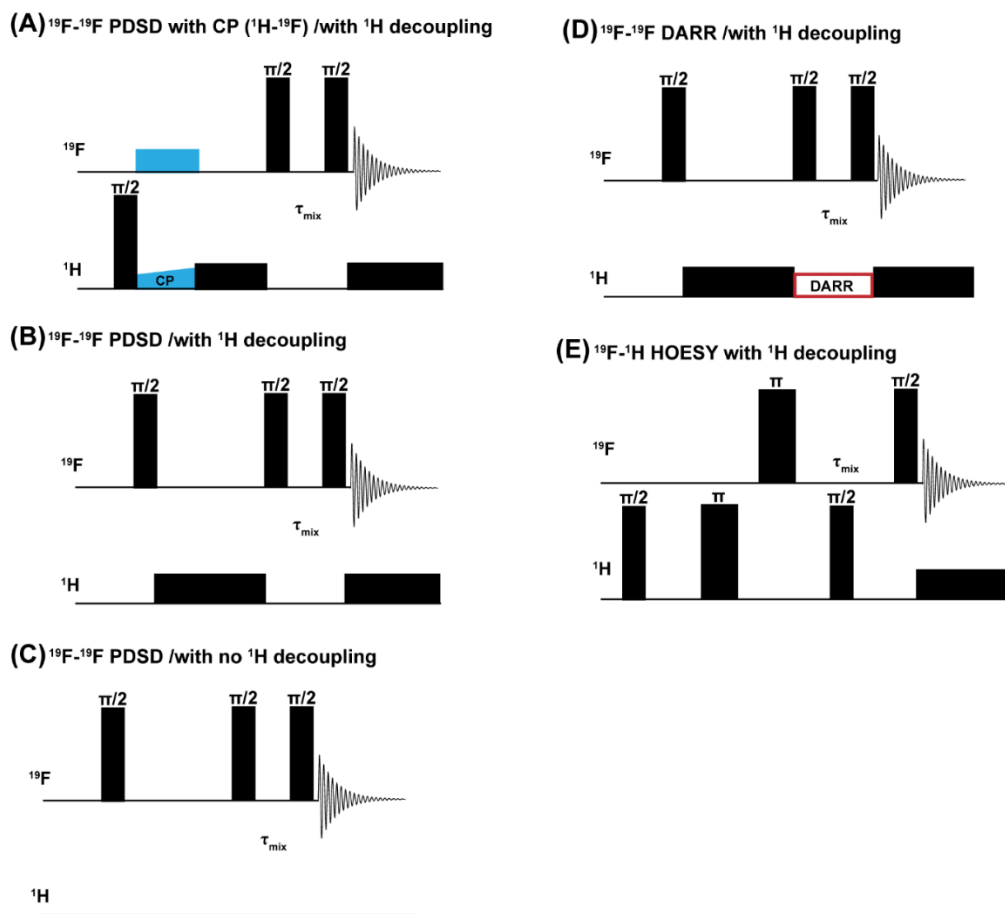 (A) ¹⁹F-¹⁹F PDSD with CP (¹H-¹⁹F) /with ¹H decoupling
π/2 π/2
¹⁹F
π/2
τmix
¹H
CP
(B) ¹⁹F-¹⁹F PDSD /with ¹H decoupling
π/2 π/2 π/2
¹⁹F
τmix
¹H
(C) ¹⁹F-¹⁹F PDSD /with no ¹H decoupling
π/2 π/2 π/2
¹⁹F
τmix
¹H
(D) ¹⁹F-¹⁹F DARR /with ¹H decoupling
π/2 π/2 π/2
¹⁹F
τmix
¹H
DARR
(E) ¹⁹F-¹H HOESY with ¹H decoupling
π π/2
¹⁹F
τmix
π/2 π π/2
¹H